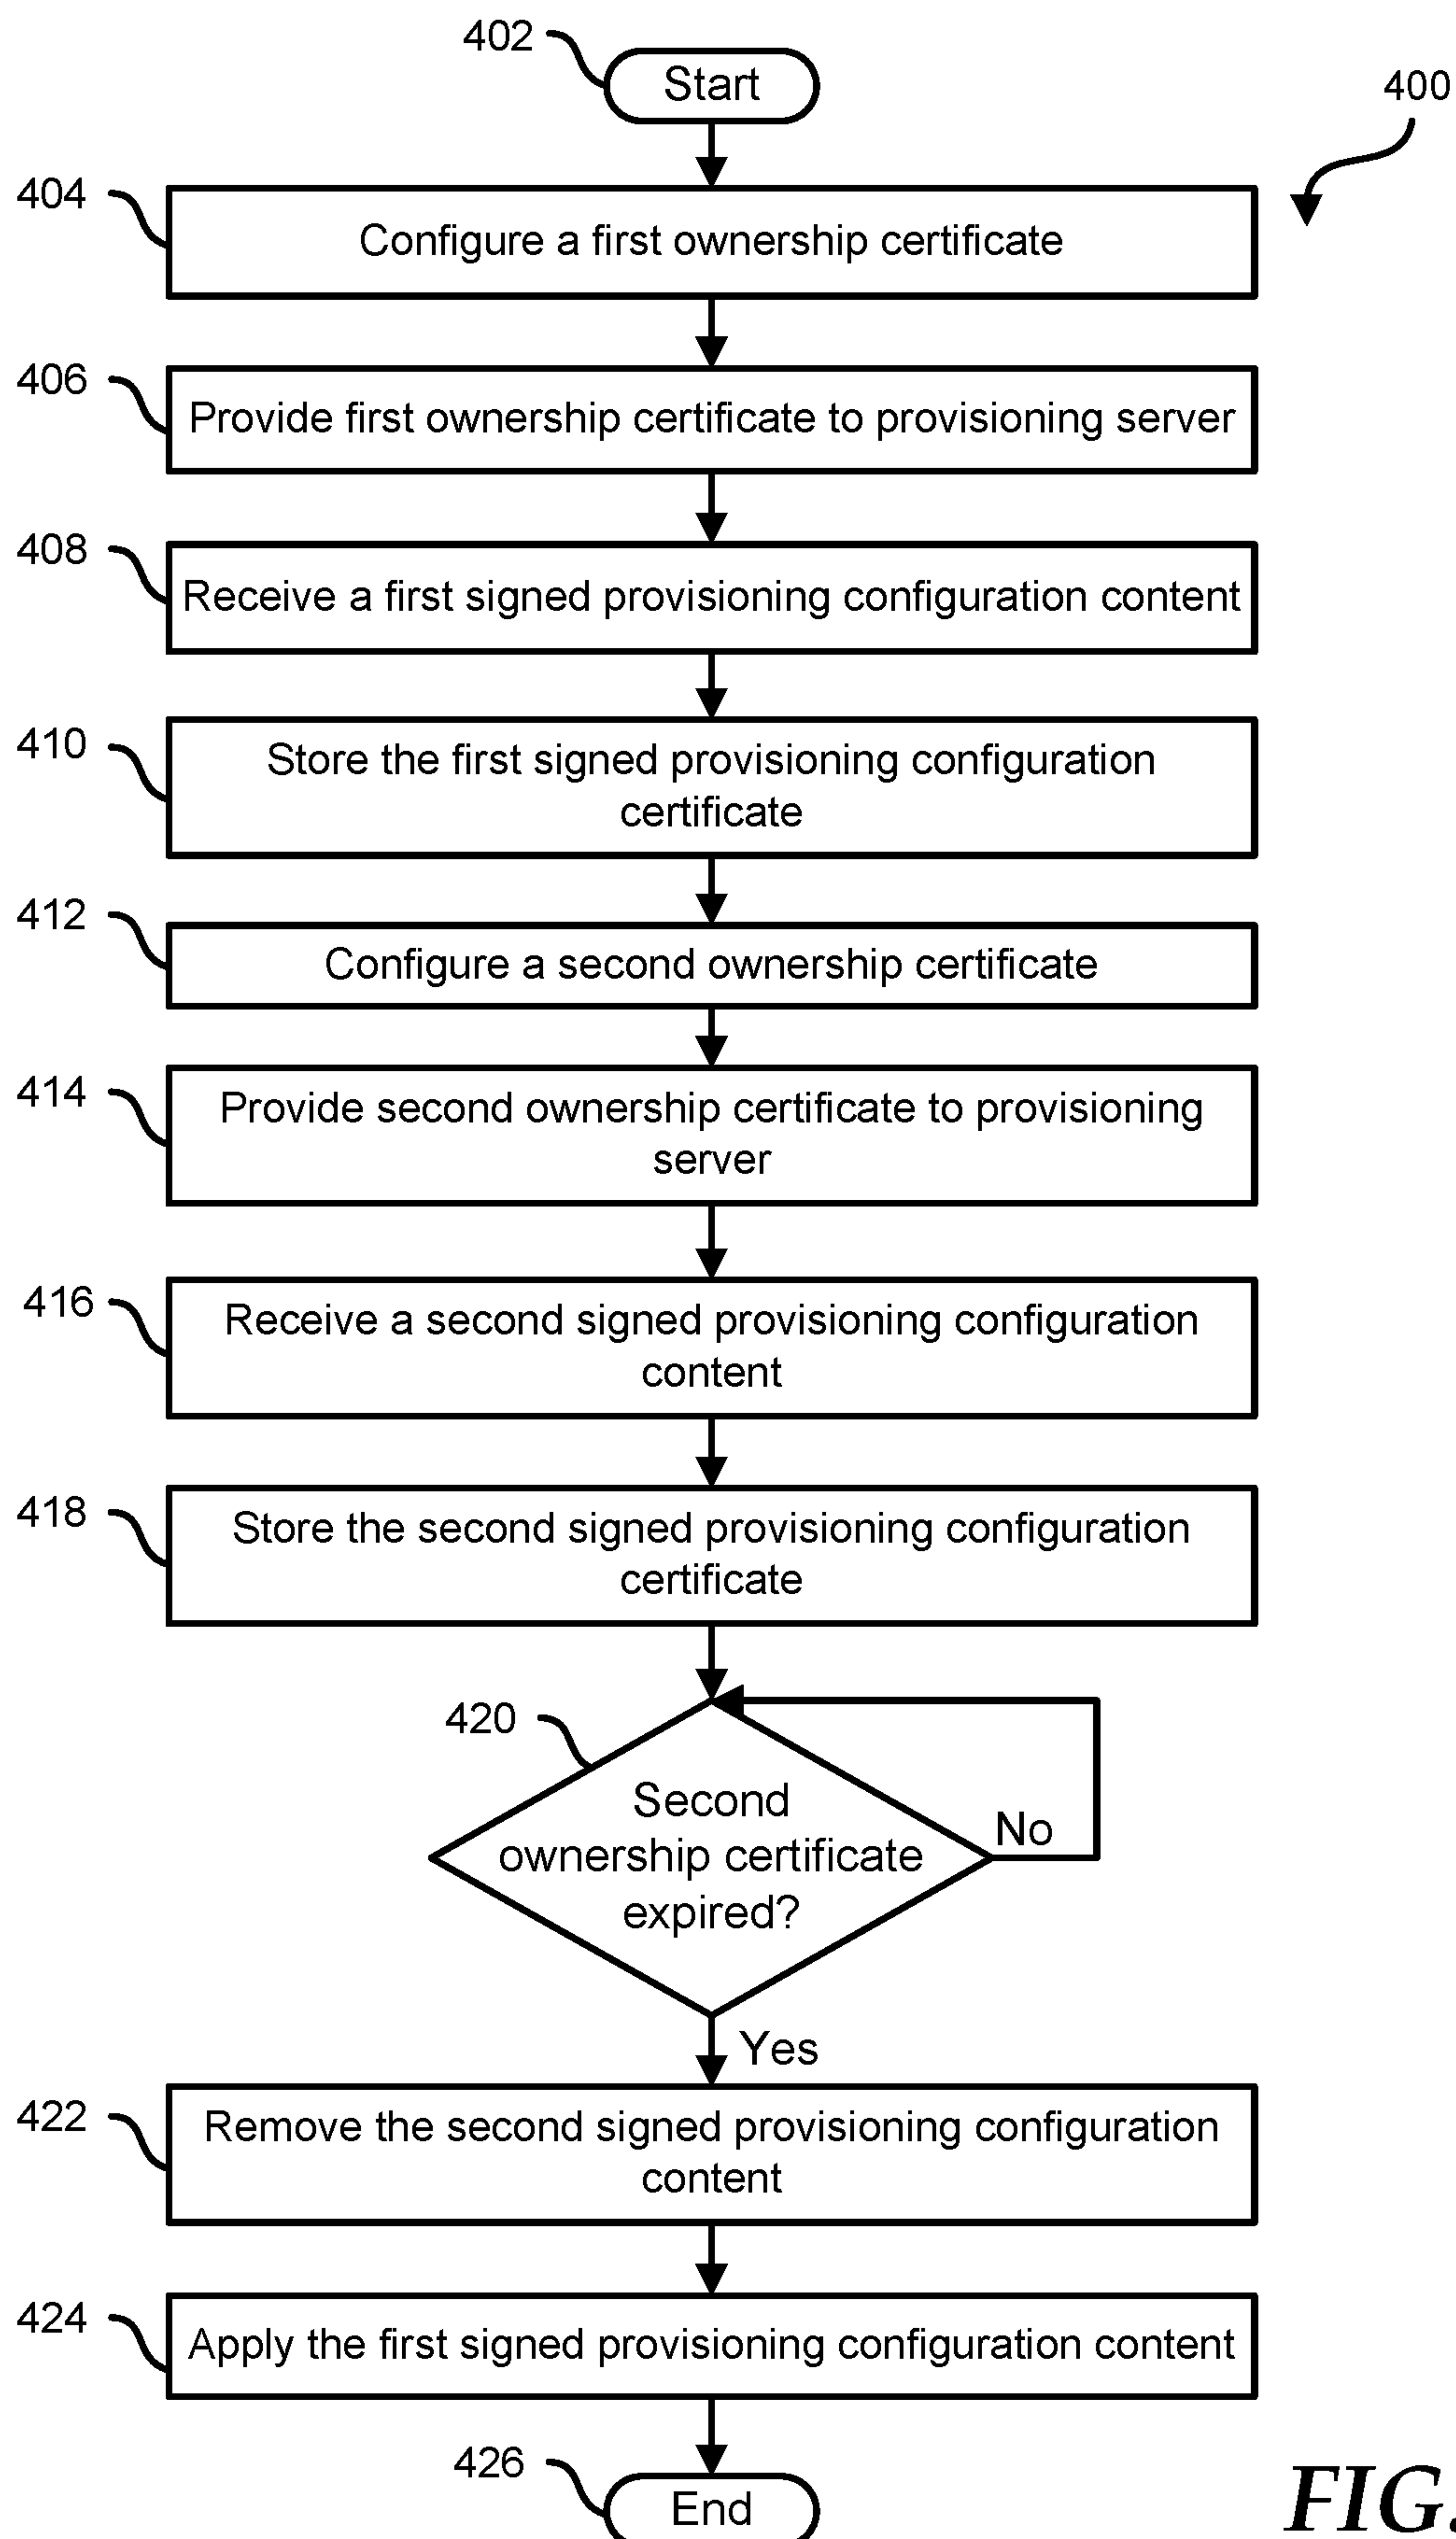 402
Start
400
404
Configure a first ownership certificate
406
Provide first ownership certificate to provisioning server
408
Receive a first signed provisioning configuration content
410
Store the first signed provisioning configuration
certificate
412
Configure a second ownership certificate
414
Provide second ownership certificate to provisioning
server
416
Receive a second signed provisioning configuration
content
418
Store the second signed provisioning configuration
certificate
420
Second
ownership certificate
expired?
No
Yes
422
Remove the second signed provisioning configuration
content
424
Apply the first signed provisioning configuration content
426
End
FIG.